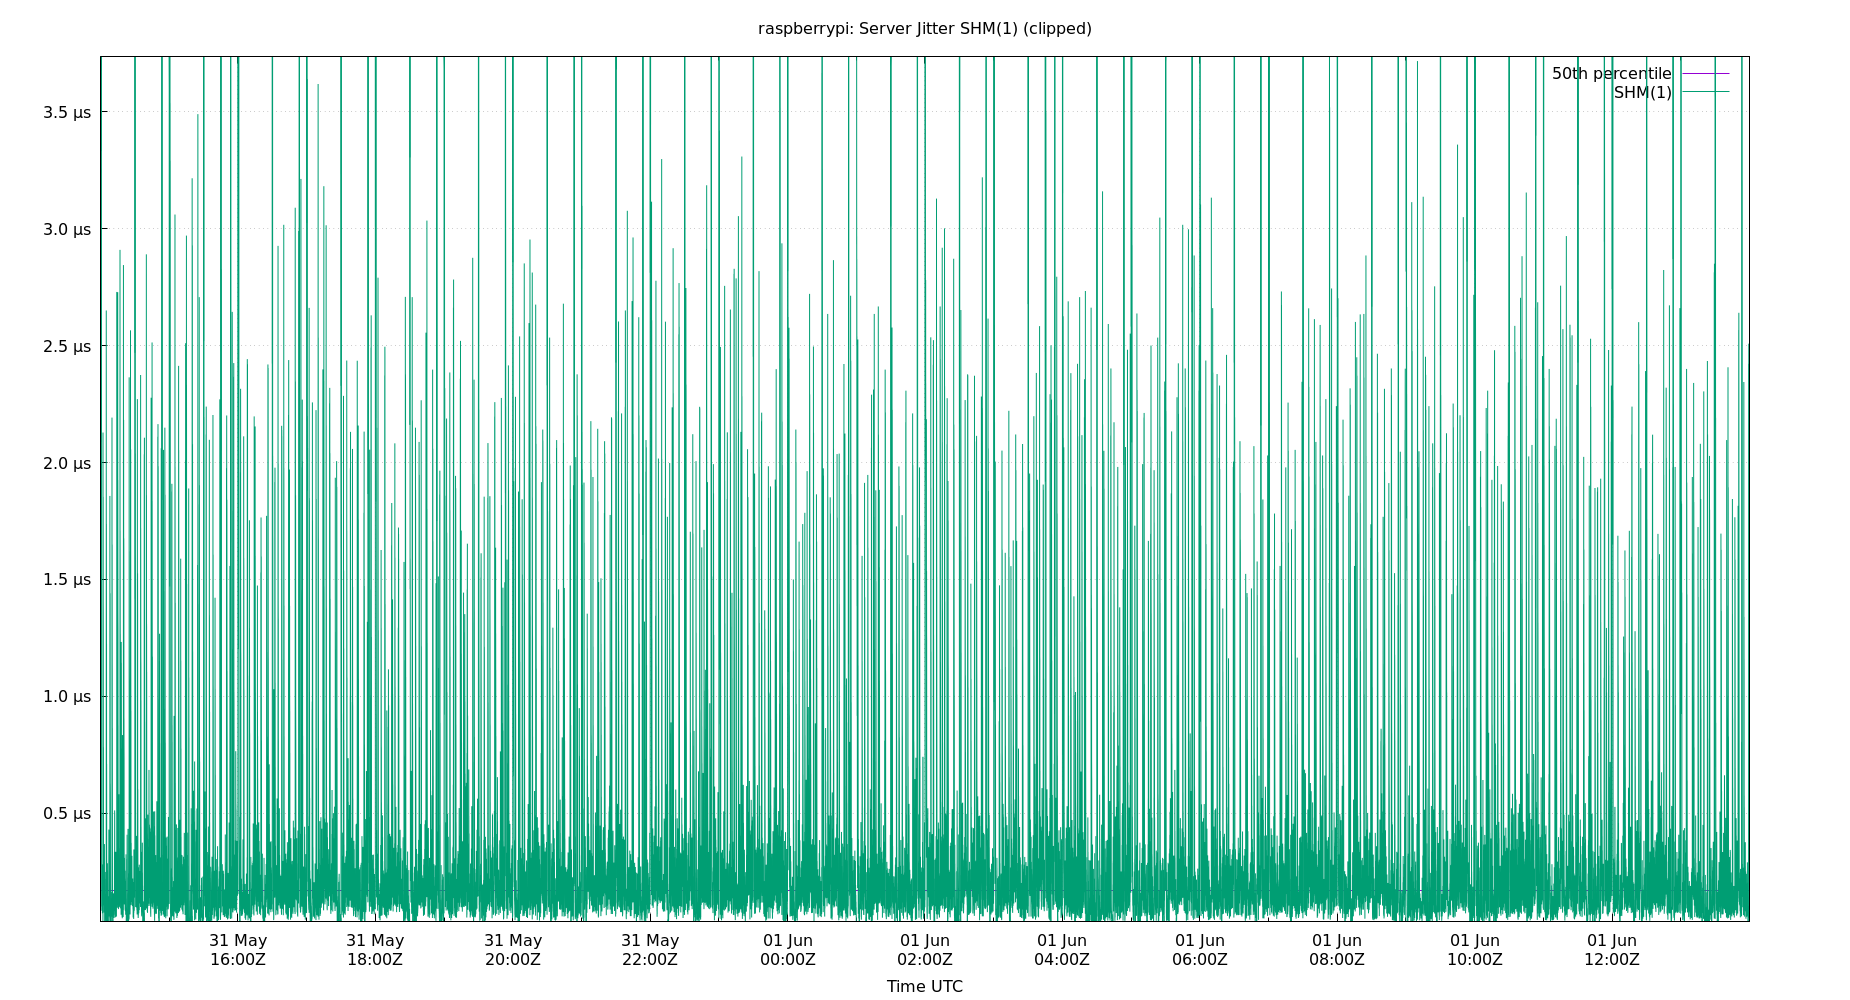 raspberrypi: Server Jitter SHM(1) (clipped)
50th percentile
SHM(1)
3.5 μs
3.0 μs
2.5 μs
2.0 μs
1.5 μs
1.0 μs
0.5 μs
31 May 31 May 31 May 31 May 01 Jun 01 Jun 01 Jun 01 Jun 01 Jun 01 Jun 01 Jun
16:00Z 18:00Z 20:00Z 22:00Z 00:00Z 02:00Z 04:00Z 06:00Z 08:00Z 10:00Z 12:00Z
Time UTC